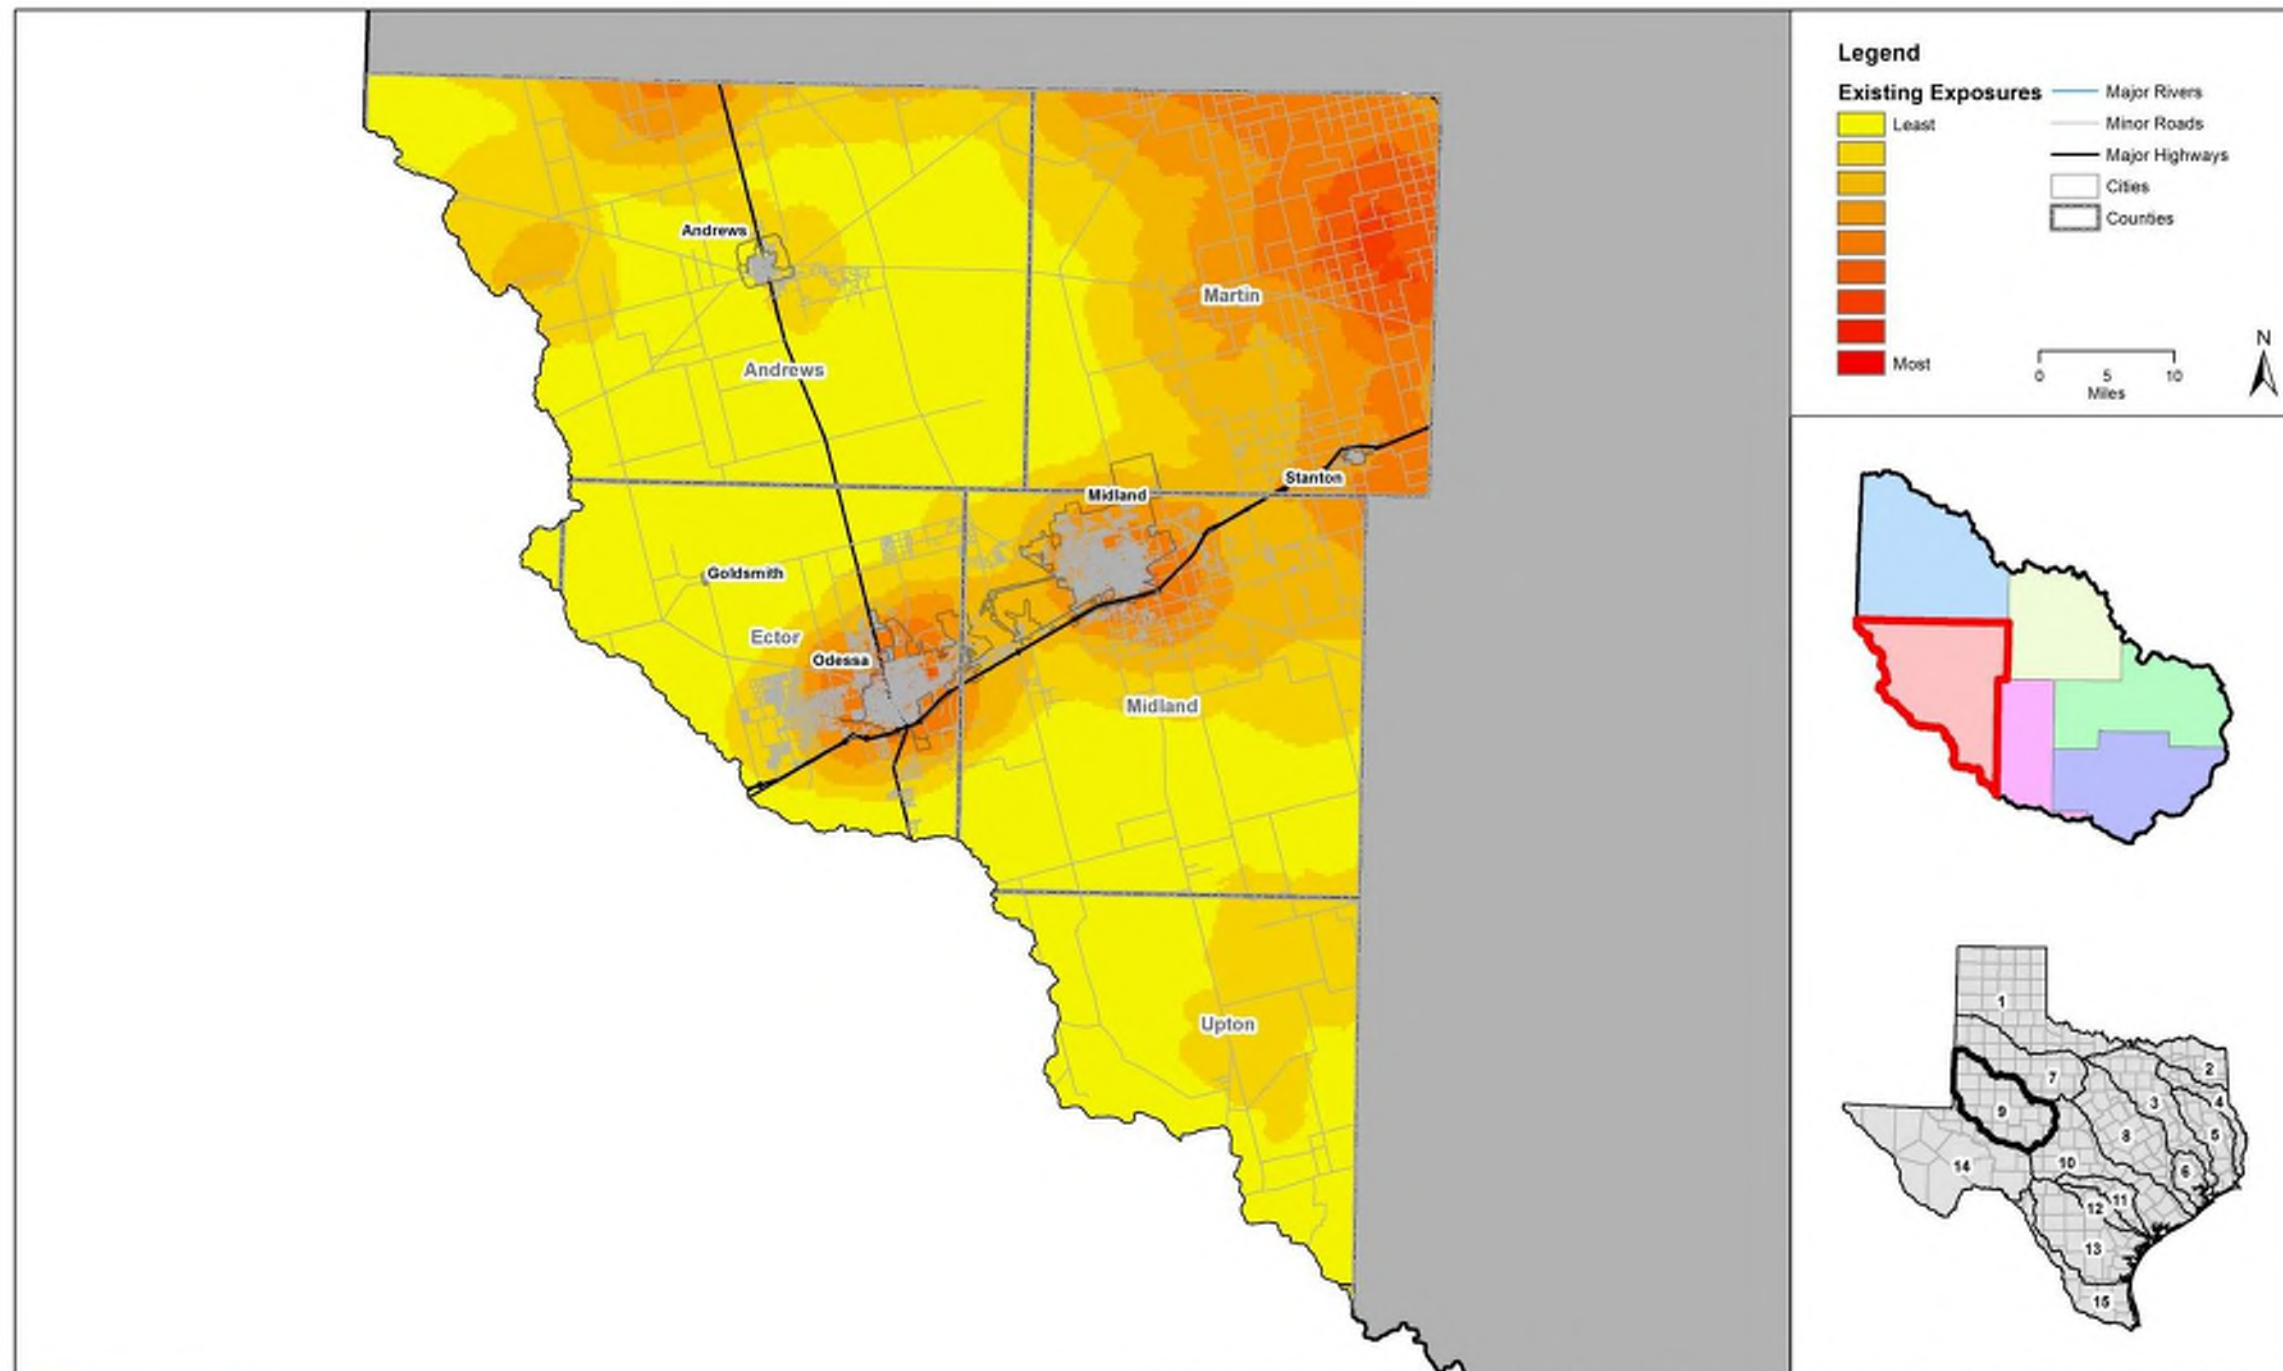 Andrews
Martin
Andrews
Stanton
Midland
Goldsmith
Ector
Odessa
Midland
Upton
Legend
Existing Exposures
Least
Most
Major Rivers
Minor Roads
Major Highways
Cities
Counties
N
0 5 10
Miles
1
2
7
3
4
9
8
5
14
10
6
11
12
13
15